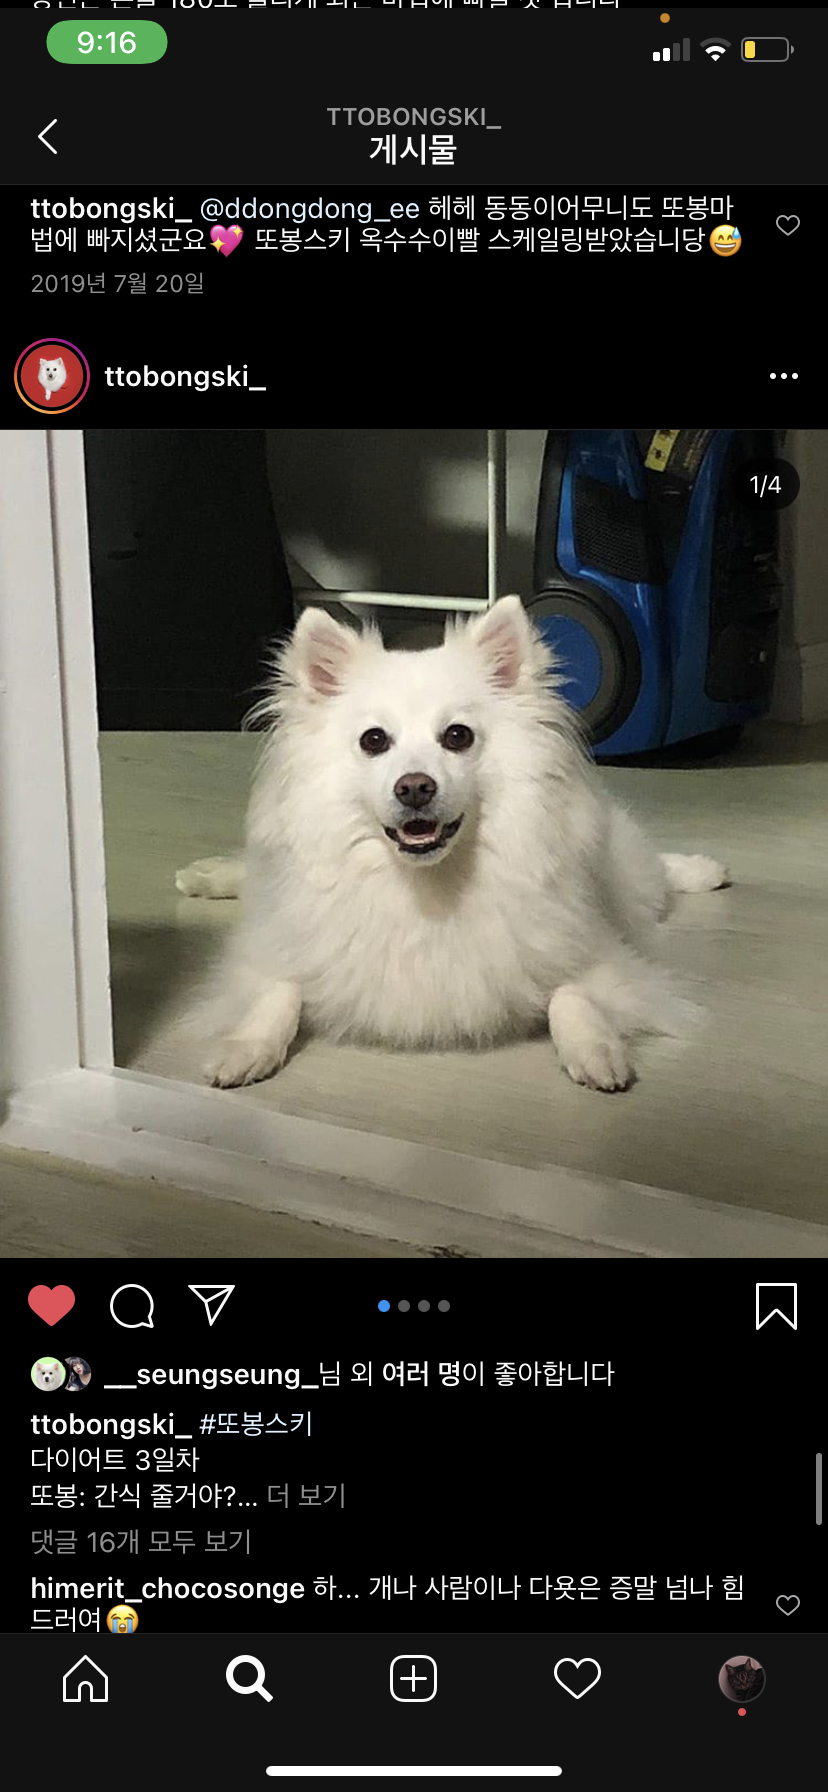 9:16
TTOBONGSKI_
게시물
ttobongski_ @ddongdong_ee 헤헤 동동이어무니도 또봉마
법에 빠지셨군요💖 또봉스키 옥수수이빨 스케일링받았습니당😅
2019년 7월 20일
ttobongski_
1/4
__seungseung_님 외 여러 명이 좋아합니다
ttobongski_ #또봉스키
다이어트 3일차
또봉: 간식 줄거야?... 더 보기
댓글 16개 모두 보기
himerit_chocosonge 하... 개나 사람이나 다욧은 증말 넘나 힘
드러여😭